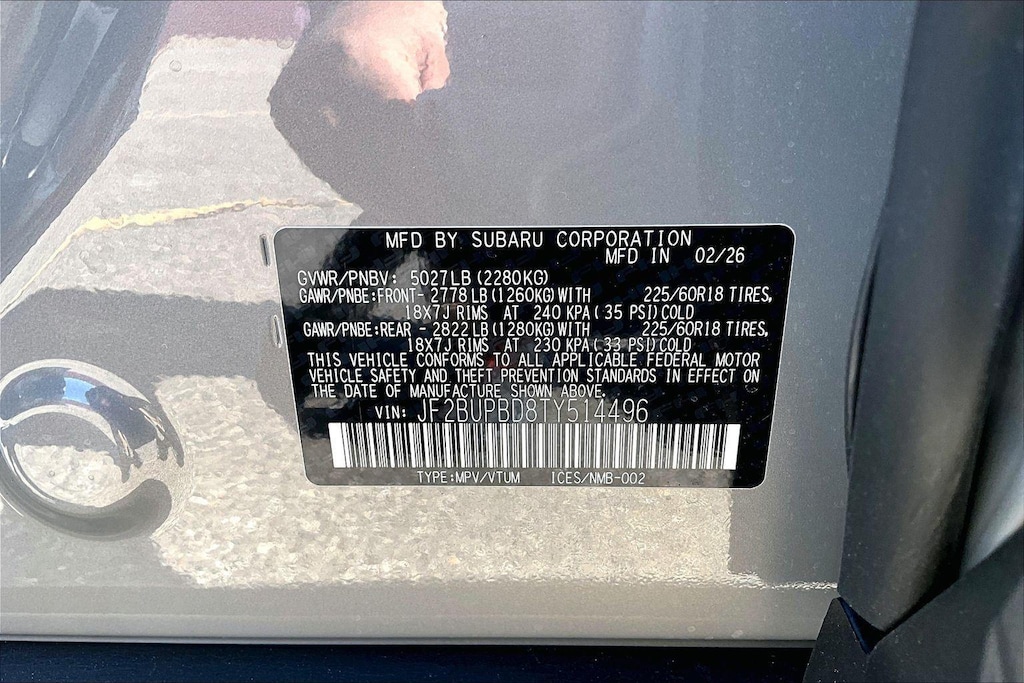 MFD BY SUBARU CORPORATION
MFD IN 02/26
GVWR/PNBV: 5027LB (2280KG)
GAWR/PNBE:FRONT- 2778 LB (1260KG) WITH 225/60R18 TIRES,
18X7J RIMS AT 240 KPA ( 35 PSI) COLD
GAWR/PNBE:REAR - 2822 LB (1280KG) WITH 225/60R18 TIRES,
18X7J RIMS AT 230 KPA ( 33 PSI) COLD
THIS VEHICLE CONFORMS TO ALL APPLICABLE FEDERAL MOTOR
VEHICLE SAFETY AND THEFT PREVENTION STANDARDS IN EFFECT ON
THE DATE OF MANUFACTURE SHOWN ABOVE.
VIN: JF2BUPBD8TY514496
TYPE:MPV/VTUM ICES/NMB-002